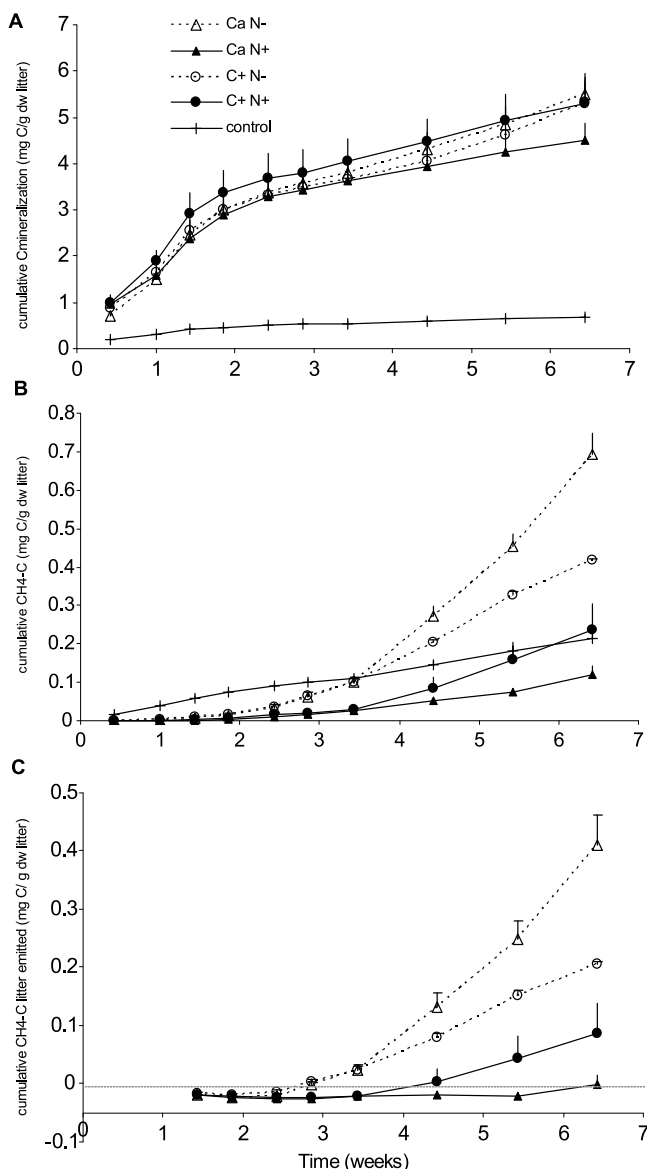 A
Ca N-
Ca N+
C+ N-
C+ N+
control
cumulative Cmineralization (mg C/g dw litter)
7
6
5
4
3
2
1
0
0 1 2 3 4 5 6 7
B
cumulative CH4-C (mg C/g dw litter)
0.8
0.7
0.6
0.5
0.4
0.3
0.2
0.1
0
0 1 2 3 4 5 6 7
C
cumulative CH4-C litter emitted (mg C/ g dw litter)
0.5
0.4
0.3
0.2
0.1
0
-0.1
0 1 2 3 4 5 6 7
Time (weeks)